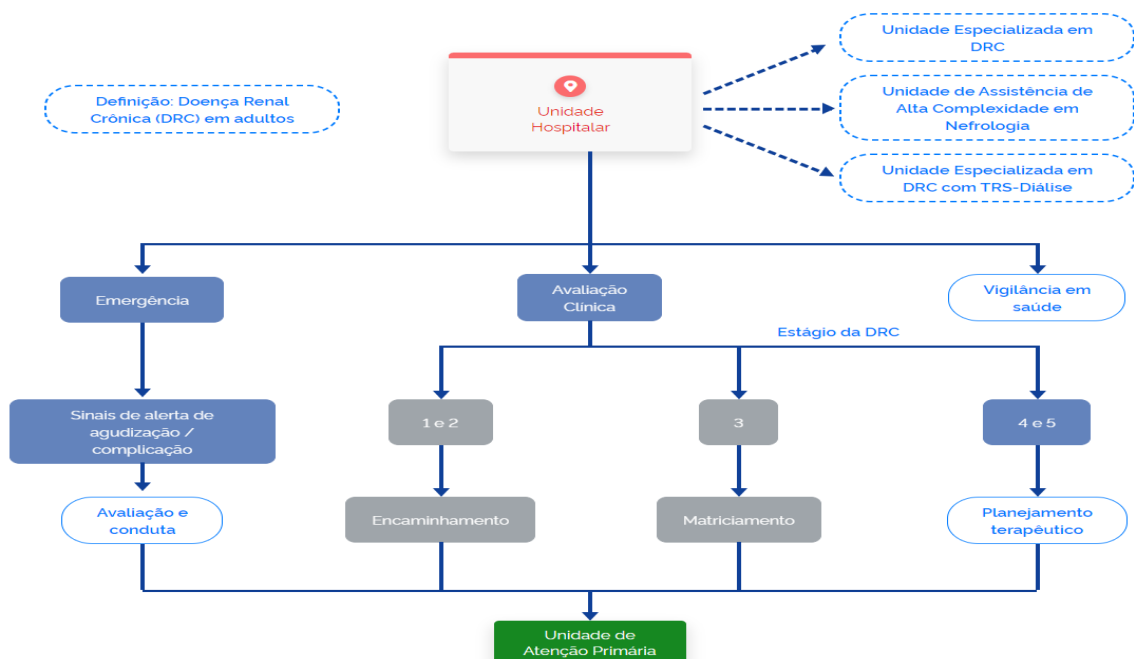 Unidade Especializada em
DRC
Definição: Doença Renal
Crônica (DRC) em adultos
Unidade
Hospitalar
Unidade de Assistência de
Alta Complexidade em
Nefrologia
Unidade Especializada em
DRC com TRS-Diálise
Emergência
Avaliação
Clínica
Vigilância em
saúde
Estágio da DRC
Sinais de alerta de
agudização /
complicação
1 e 2
3
4 e 5
Avaliação e
conduta
Encaminhamento
Matriciamento
Planejamento
terapêutico
Unidade de
Atenção Primária